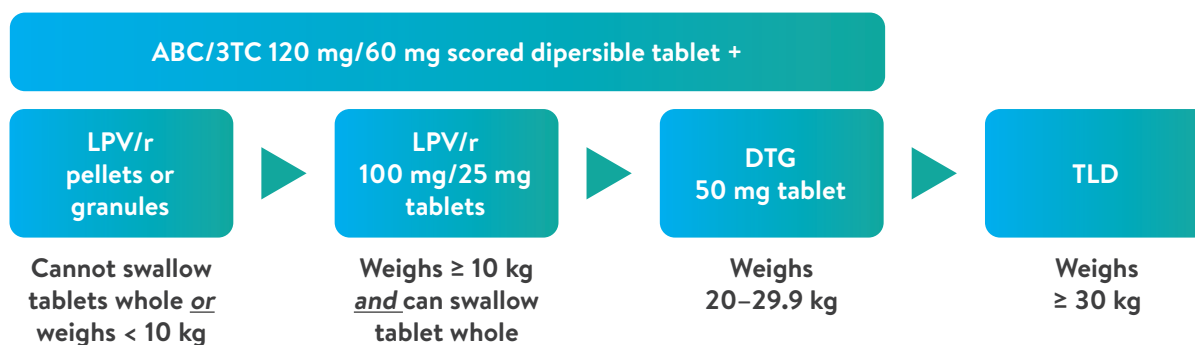 ABC/3TC 120 mg/60 mg scored dipersible tablet +
LPV/r
pellets or
granules
LPV/r
100 mg/25 mg
tablets
DTG
50 mg tablet
TLD
Cannot swallow
tablets whole or
weighs < 10 kg
Weighs ≥ 10 kg
and can swallow
tablet whole
Weighs
20–29.9 kg
Weighs
≥ 30 kg